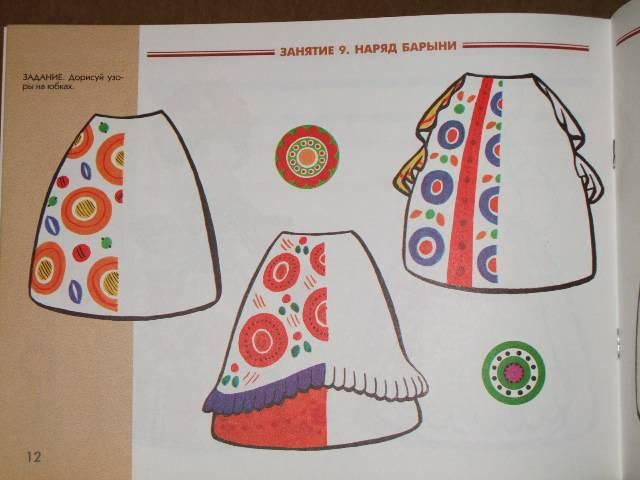 ЗАНЯТИЕ 9. НАРЯД БАРЫНИ
ЗАДАНИЕ. Дорисуй узо-
ры на юбках.
12